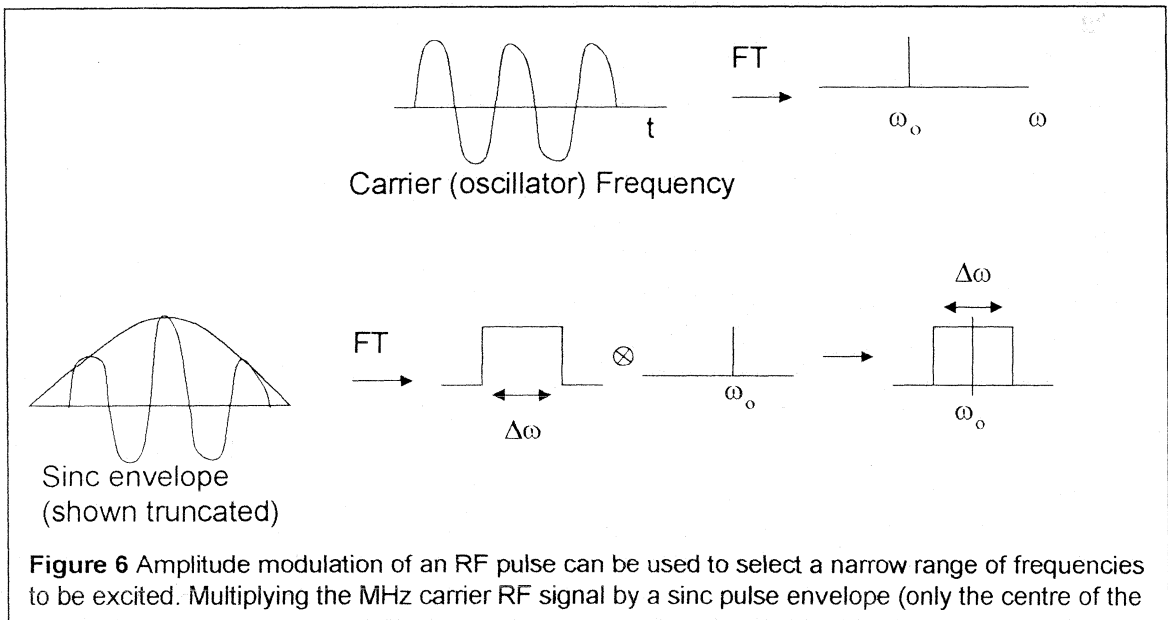 FT
t
ω₀
ω
Carrier (oscillator) Frequency
Δω
FT
⊗
Δω
ω₀
ω₀
Sinc envelope
(shown truncated)
Figure 6 Amplitude modulation of an RF pulse can be used to select a narrow range of frequencies
to be excited. Multiplying the MHz carrier RF signal by a sinc pulse envelope (only the centre of the